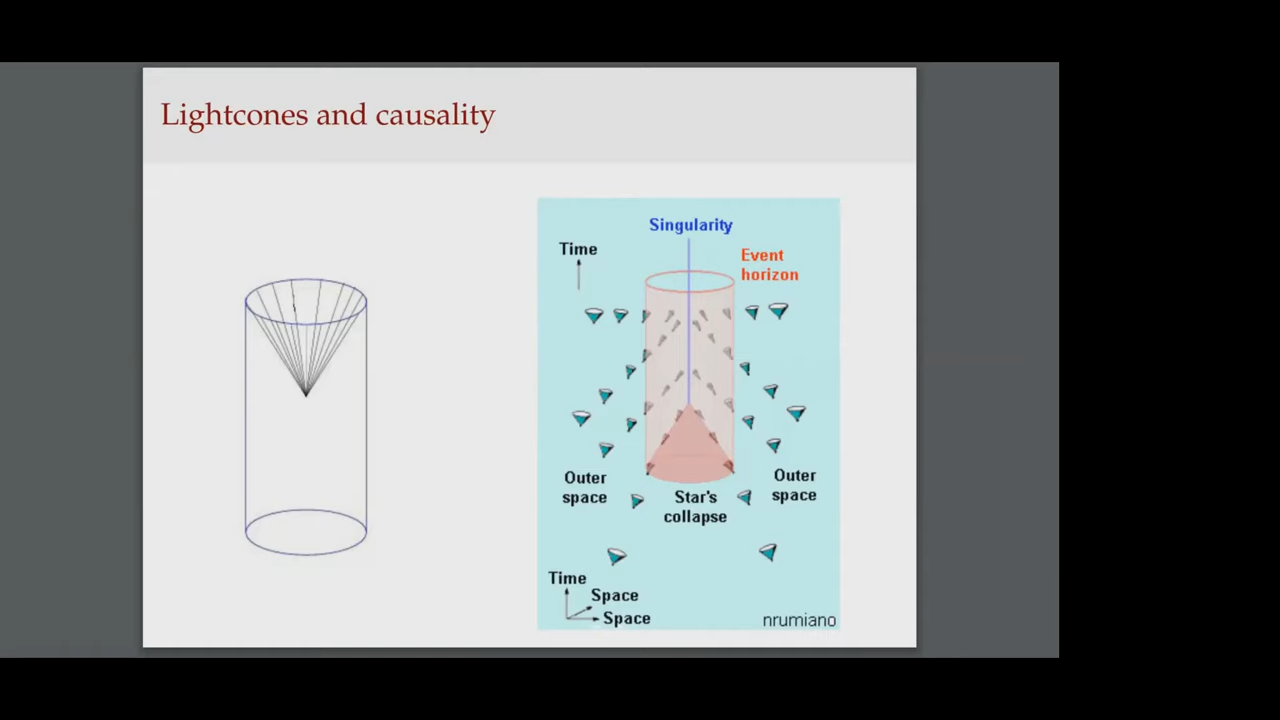 Lightcones and causality
Singularity
Time
Event
horizon
Outer
space
Star's
collapse
Outer
space
Time
Space
Space
nrumiano